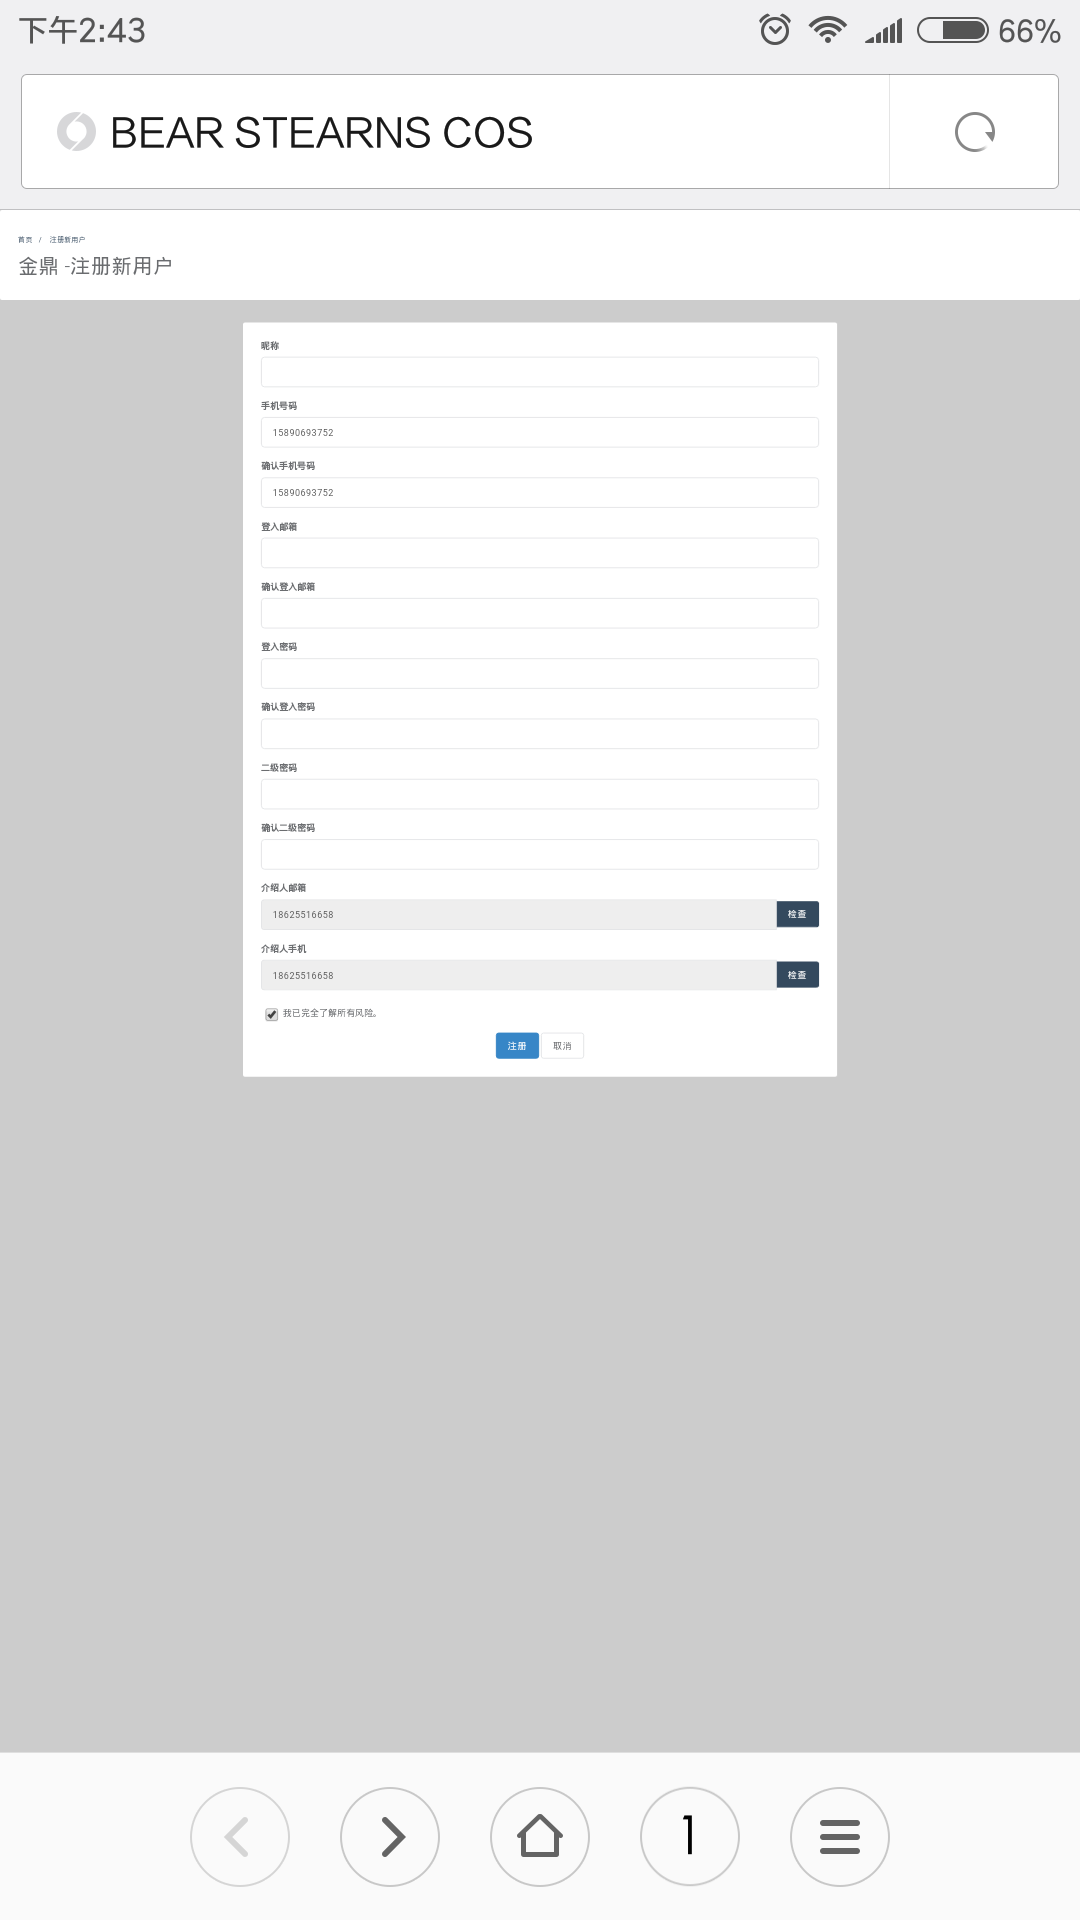 下午2:43
66%
BEAR STEARNS COS
首页 / 注册新用户
金鼎 -注册新用户
昵称
手机号码
15890693752
确认手机号码
15890693752
登入邮箱
确认登入邮箱
登入密码
确认登入密码
二级密码
确认二级密码
介绍人邮箱
18625516658 检查
介绍人手机
18625516658 检查
我已完全了解所有风险。
注册 取消
1